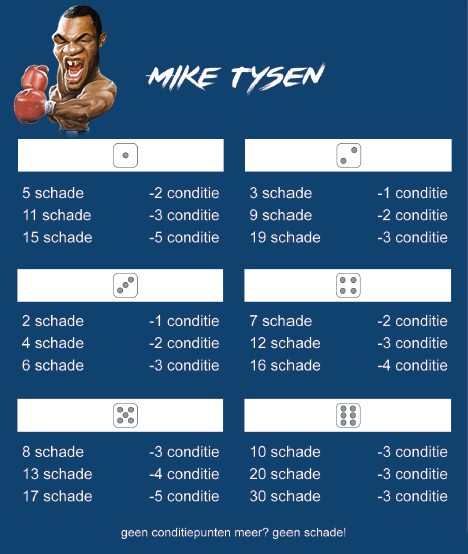 MIKE TYSEN
5 schade -2 conditie
11 schade -3 conditie
15 schade -5 conditie
3 schade -1 conditie
9 schade -2 conditie
19 schade -3 conditie
2 schade -1 conditie
4 schade -2 conditie
6 schade -3 conditie
7 schade -2 conditie
12 schade -3 conditie
16 schade -4 conditie
8 schade -3 conditie
13 schade -4 conditie
17 schade -5 conditie
10 schade -3 conditie
20 schade -3 conditie
30 schade -3 conditie
geen conditiepunten meer? geen schade!